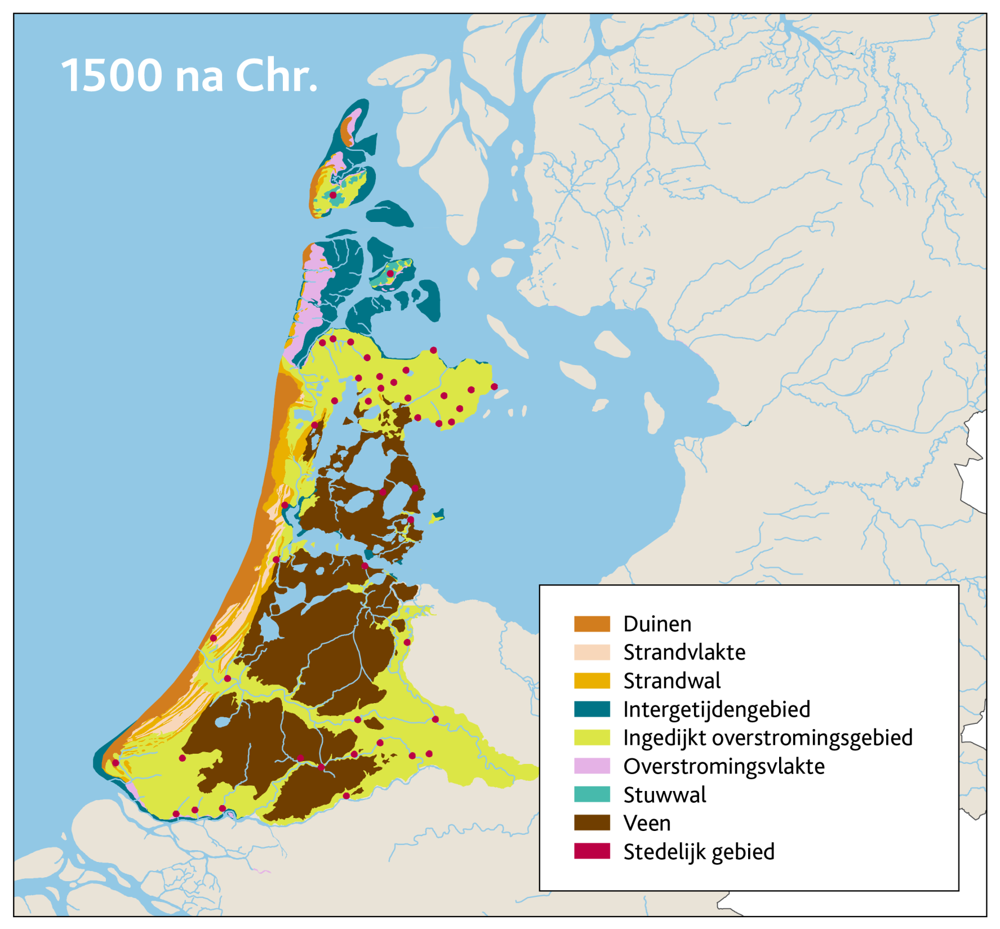 1500 na Chr.
Duinen
Strandvlakte
Strandwal
Intergetijdengebied
Ingedijkt overstromingsgebied
Overstromingsvlakte
Stuwwal
Veen
Stedelijk gebied